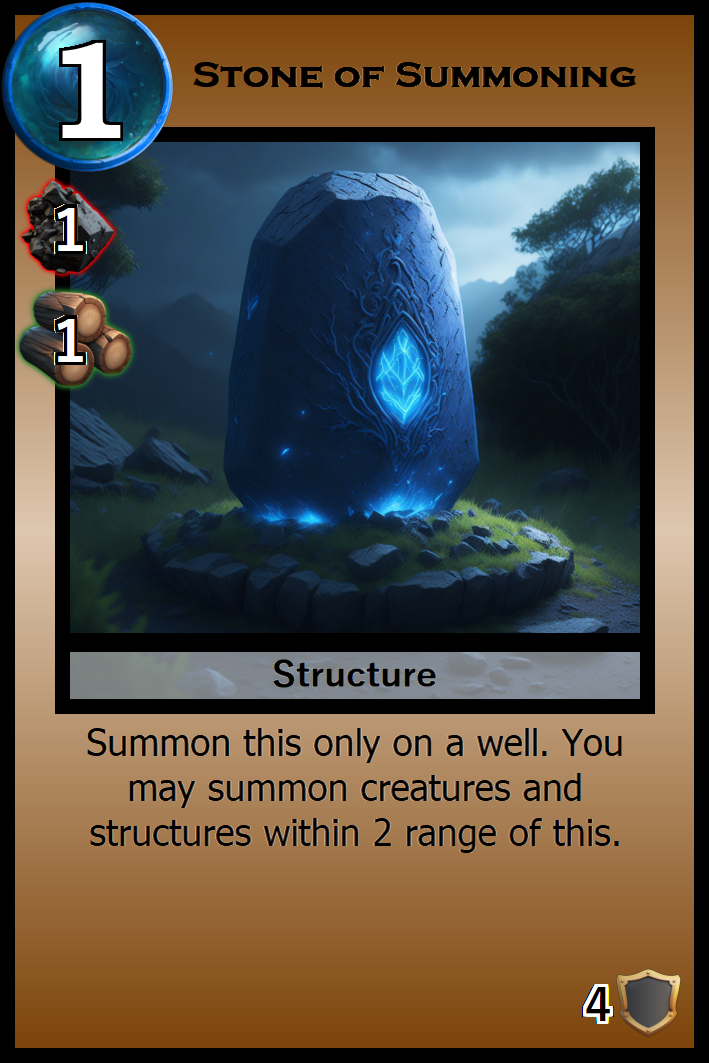 1
Stone of Summoning
1
1
Structure
Summon this only on a well. You
may summon creatures and
structures within 2 range of this.
4